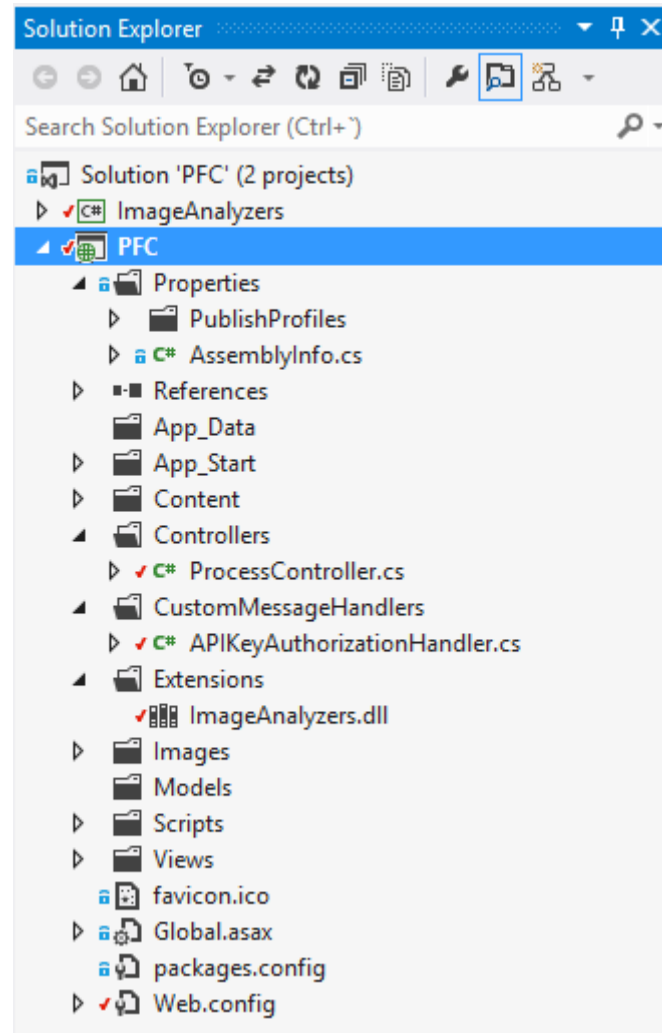 Solution Explorer
Search Solution Explorer (Ctrl+`)
Solution 'PFC' (2 projects)
C# ImageAnalyzers
PFC
Properties
PublishProfiles
C# AssemblyInfo.cs
References
App_Data
App_Start
Content
Controllers
C# ProcessController.cs
CustomMessageHandlers
C# APIKeyAuthorizationHandler.cs
Extensions
ImageAnalyzers.dll
Images
Models
Scripts
Views
favicon.ico
Global.asax
packages.config
Web.config